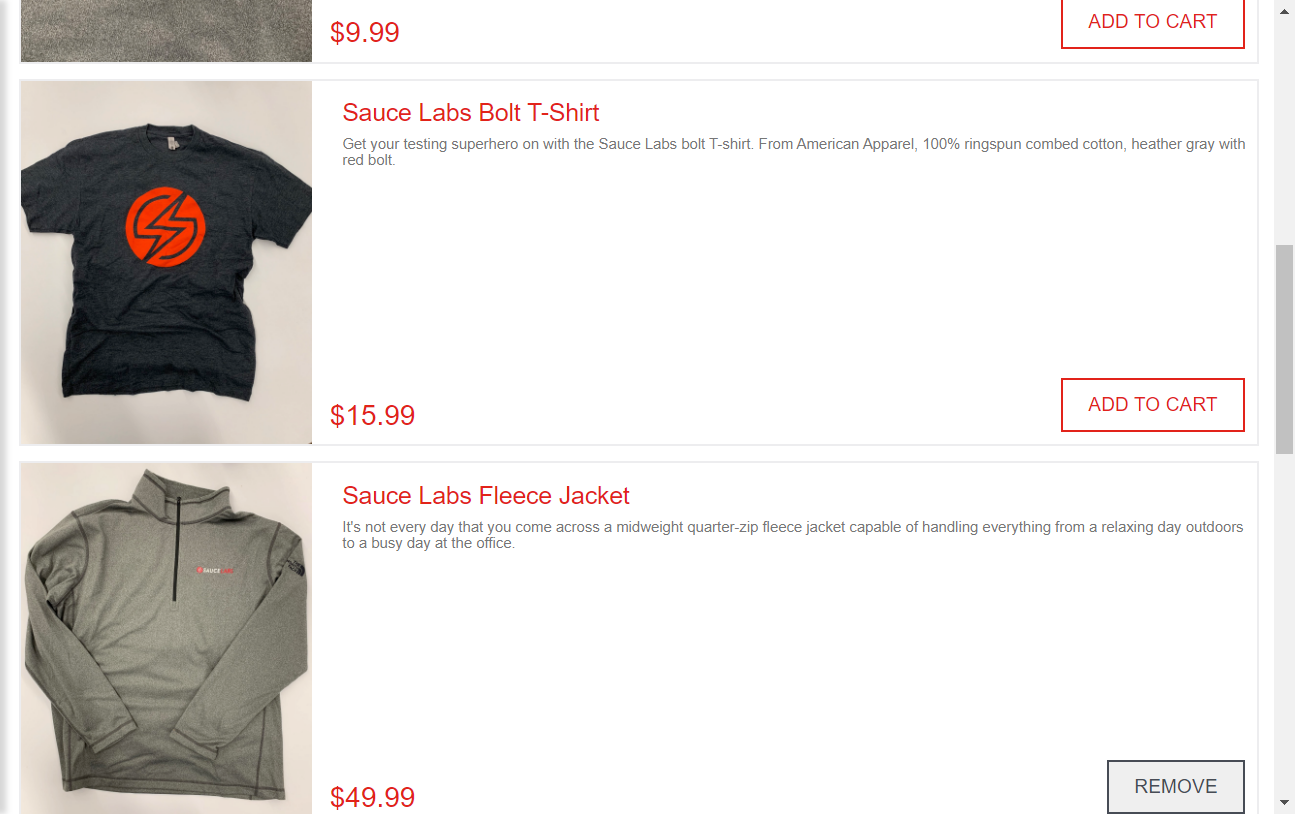 $9.99
ADD TO CART
Sauce Labs Bolt T-Shirt
Get your testing superhero on with the Sauce Labs bolt T-shirt. From American Apparel, 100% ringspun combed cotton, heather gray with
red bolt.
$15.99
ADD TO CART
Sauce Labs Fleece Jacket
It's not every day that you come across a midweight quarter-zip fleece jacket capable of handling everything from a relaxing day outdoors
to a busy day at the office.
SAUCE LABS
$49.99
REMOVE